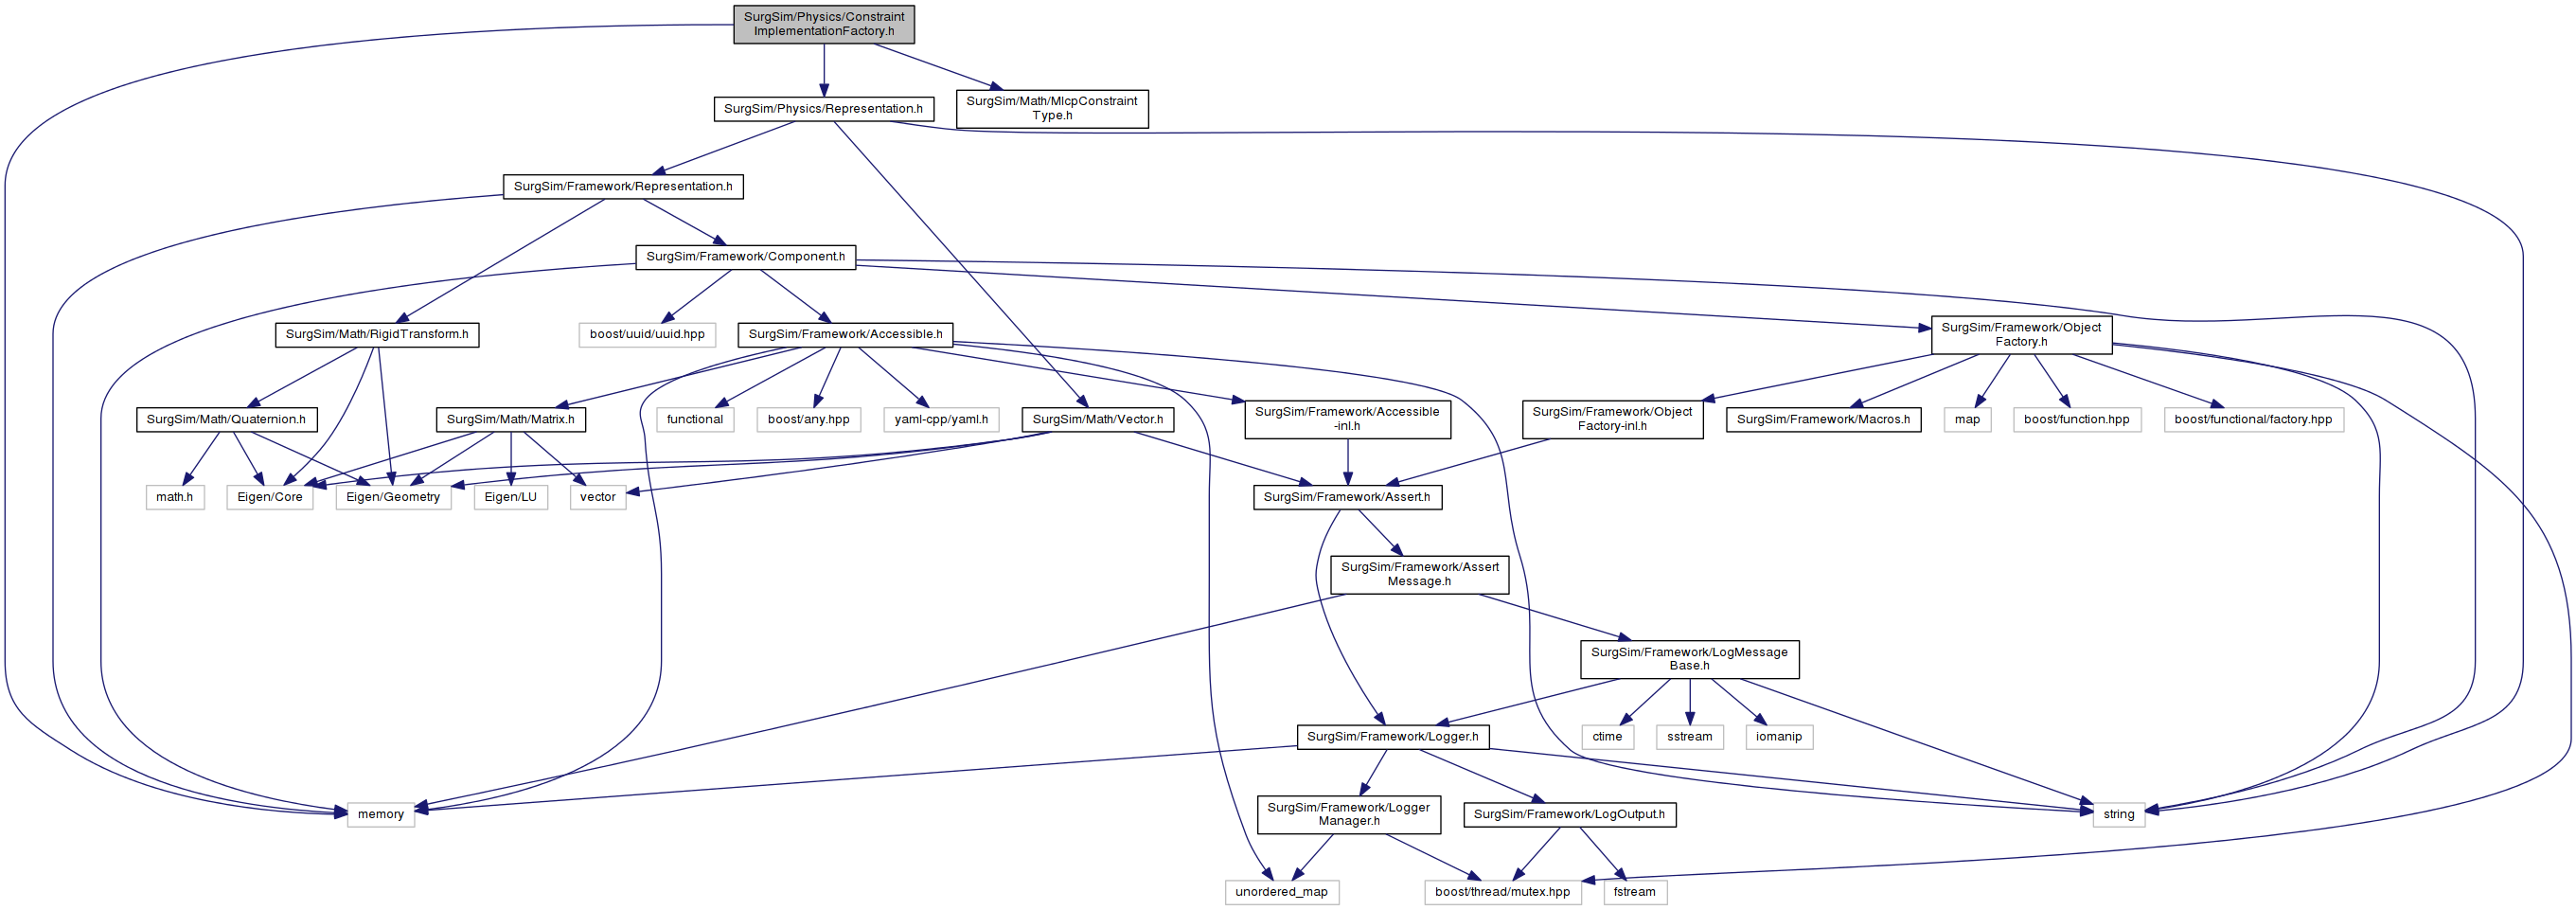 SurgSim/Physics/Constraint
ImplementationFactory.h
SurgSim/Physics/Representation.h
SurgSim/Math/MlcpConstraint
Type.h
SurgSim/Framework/Representation.h
SurgSim/Framework/Component.h
SurgSim/Math/RigidTransform.h
boost/uuid/uuid.hpp
SurgSim/Framework/Accessible.h
SurgSim/Framework/Object
Factory.h
SurgSim/Math/Quaternion.h
SurgSim/Math/Matrix.h
functional
boost/any.hpp
yaml-cpp/yaml.h
SurgSim/Math/Vector.h
SurgSim/Framework/Accessible
-inl.h
SurgSim/Framework/Object
Factory-inl.h
SurgSim/Framework/Macros.h
map
boost/function.hpp
boost/functional/factory.hpp
math.h
Eigen/Core
Eigen/Geometry
Eigen/LU
vector
SurgSim/Framework/Assert.h
SurgSim/Framework/Assert
Message.h
SurgSim/Framework/LogMessage
Base.h
SurgSim/Framework/Logger.h
ctime
sstream
iomanip
memory
SurgSim/Framework/Logger
Manager.h
SurgSim/Framework/LogOutput.h
string
unordered_map
boost/thread/mutex.hpp
fstream